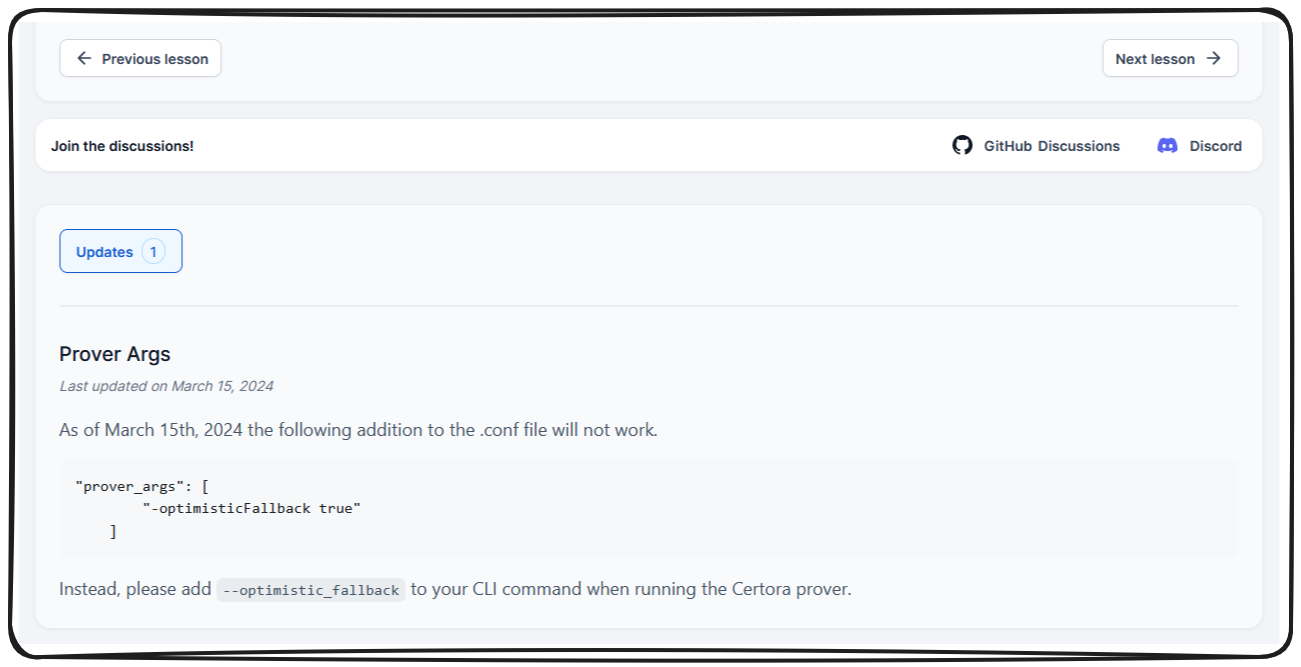 Previous lesson
Next lesson
Join the discussions!
GitHub Discussions
Discord
Updates 1
Prover Args
Last updated on March 15, 2024
As of March 15th, 2024 the following addition to the .conf file will not work.
"prover_args": [
        "-optimisticFallback true"
    ]
Instead, please add --optimistic_fallback to your CLI command when running the Certora prover.